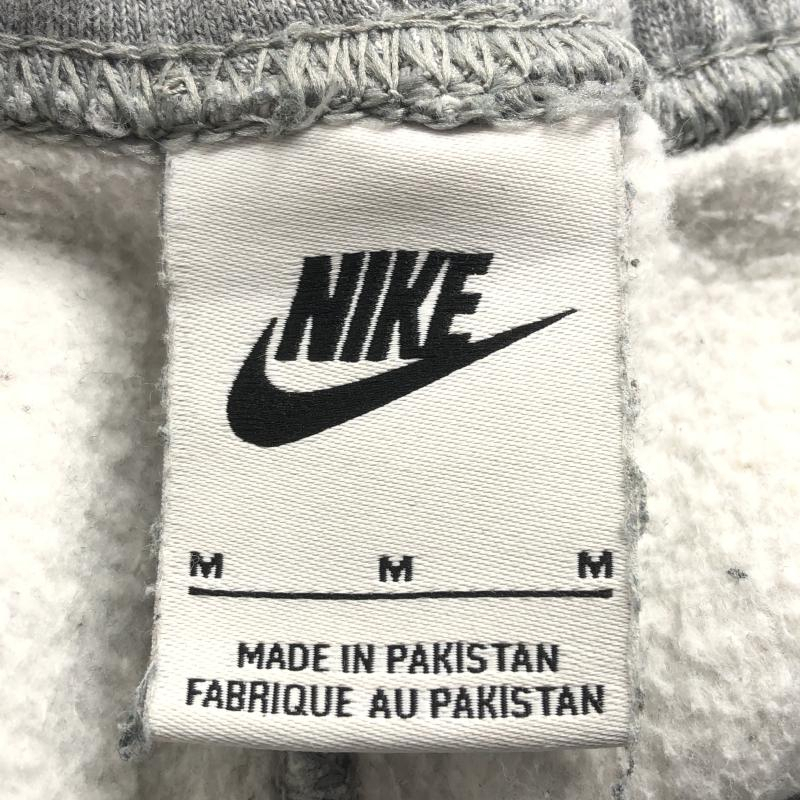 NIKE
M M M
MADE IN PAKISTAN
FABRIQUE AU PAKISTAN